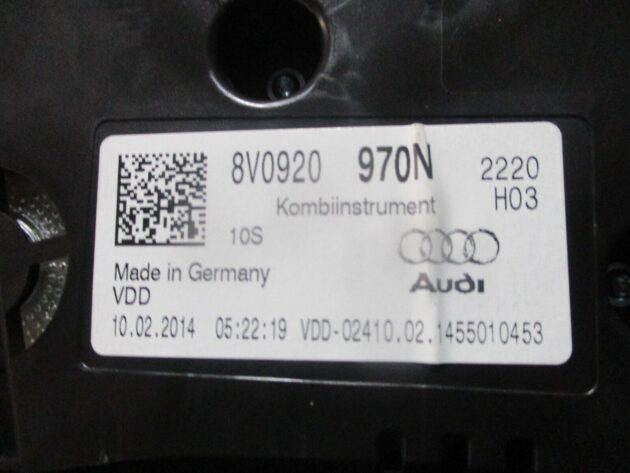 8V0920 970N 2220
Kombiinstrument H03
10S
Audi
Made in Germany
VDD
10.02.2014 05:22:19 VDD-02410.02.1455010453